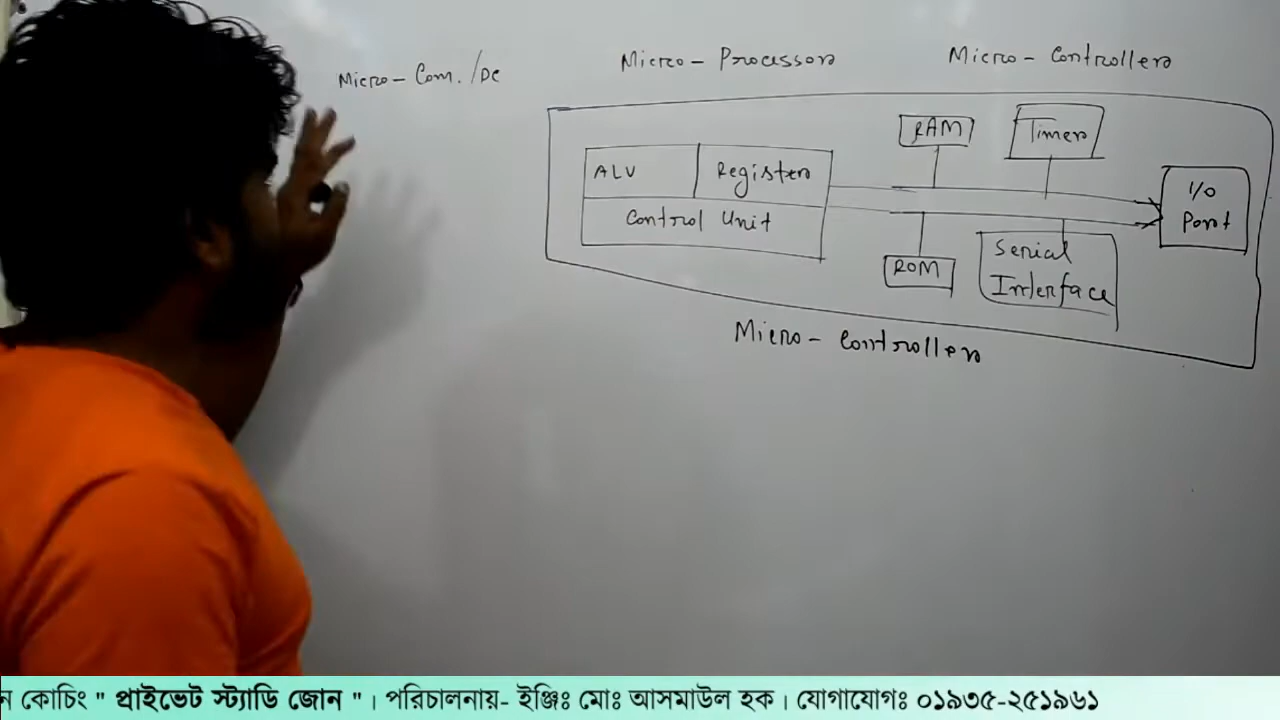 Micro-Com. /PC
Micro-Processor
Micro-Controller
RAM
Timer
ALU
Register
I/O
Port
Control Unit
Serial
Interface
ROM
Micro-Controller
ন কোচিং " প্রাইভেট স্ট্যাডি জোন " । পরিচালনায়- ইঞ্জিঃ মোঃ আসমাউল হক । যোগাযোগঃ ০১৯৩৫-২৫১৯৬১